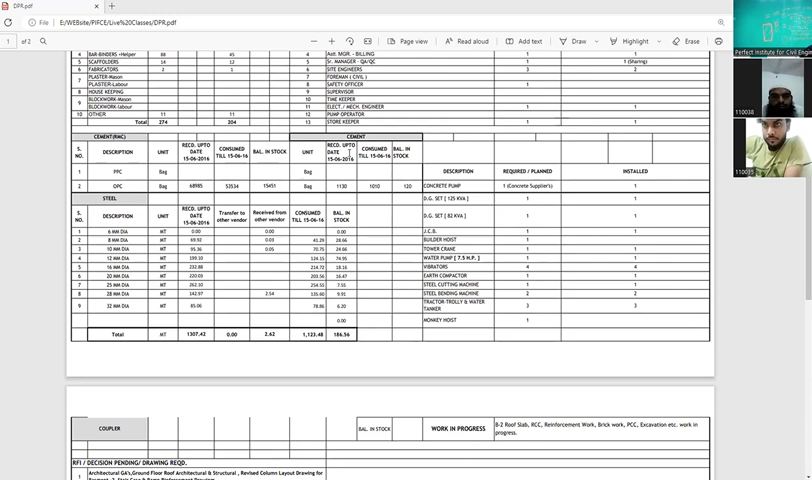 DPR.pdf
File E:/WEBsite/PIFCE/Live%20Classes/DPR.pdf
1 of 2 Page view Read aloud Add text Draw Highlight Erase
4 BAR-BINDERS +Helper 88 45 4 Astt. MGR. - BILLING 1 1
5 SCAFFOLDERS 14 12 5 Sr. MANAGER - QA/QC 1 1 (Sharing)
6 FABRICATORS 2 1 6 SITE ENGINEERS 3 2
7 PLASTER-Mason 7 FOREMAN ( CIVIL )
PLASTER-Labour 8 SAFETY OFFICER 1
8 HOUSE KEEPING 9 SUPERVISOR
9 BLOCKWORK-Mason 10 TIME KEEPER
BLOCKWORK-labour 11 ELECT./ MECH. ENGINEER 1 1
10 OTHER 11 11 12 PUMP OPERATOR
Total 274 204 13 STORE KEEPER 1 1
CEMENT(RMC) CEMENT
S. NO. DESCRIPTION UNIT RECD. UPTO DATE 15-06-2016 CONSUMED TILL 15-06-16 BAL. IN STOCK UNIT RECD. UPTO DATE 15-06-2016 CONSUMED TILL 15-06-16 BAL. IN STOCK
1 PPC Bag Bag DESCRIPTION REQUIRED / PLANNED INSTALLED
2 OPC Bag 68985 53534 15451 Bag 1130 1010 120 CONCRETE PUMP 1 (Concrete Supplier's) 1
STEEL D.G. SET [ 125 KVA ] 1 1
S. NO. DESCRIPTION UNIT RECD. UPTO DATE 15-06-2016 Transfer to other vendor Received from other vendor CONSUMED TILL 15-06-16 BAL. IN STOCK D.G. SET [ 82 KVA ] 1 1
1 6 MM DIA MT 0.00 0.00 0.00 J.C.B. 1 1
2 8 MM DIA MT 69.92 0.03 41.29 28.66 BUILDER HOIST 1
3 10 MM DIA MT 95.36 0.05 70.75 24.66 TOWER CRANE 1 1
4 12 MM DIA MT 199.10 124.15 74.95 WATER PUMP [ 7.5 H.P. ] 1 1
5 16 MM DIA MT 232.88 214.72 18.16 VIBRATORS 4 4
6 20 MM DIA MT 220.03 203.56 16.47 EARTH COMPACTOR 1 1
7 25 MM DIA MT 262.10 254.55 7.55 STEEL CUTTING MACHINE 1 1
8 28 MM DIA MT 142.97 2.54 135.60 9.91 STEEL BENDING MACHINE 2 2
9 32 MM DIA MT 85.06 78.86 6.20 TRACTOR-TROLLY & WATER TANKER 3 3
0.00 MONKEY HOIST 1
Total MT 1307.42 0.00 2.62 1,123.48 186.56
COUPLER BAL. IN STOCK WORK IN PROGRESS B-2 Roof Slab, RCC, Reinforcement Work, Brick work, PCC, Excavation etc. work in
progress.
RFI / DECISION PENDING/ DRAWING REQD.
1 Architectural GA's,Ground Floor Roof Architectural & Structural , Revised Column Layout Drawing for
Perfect Institute for Civil Engin
110038
110035